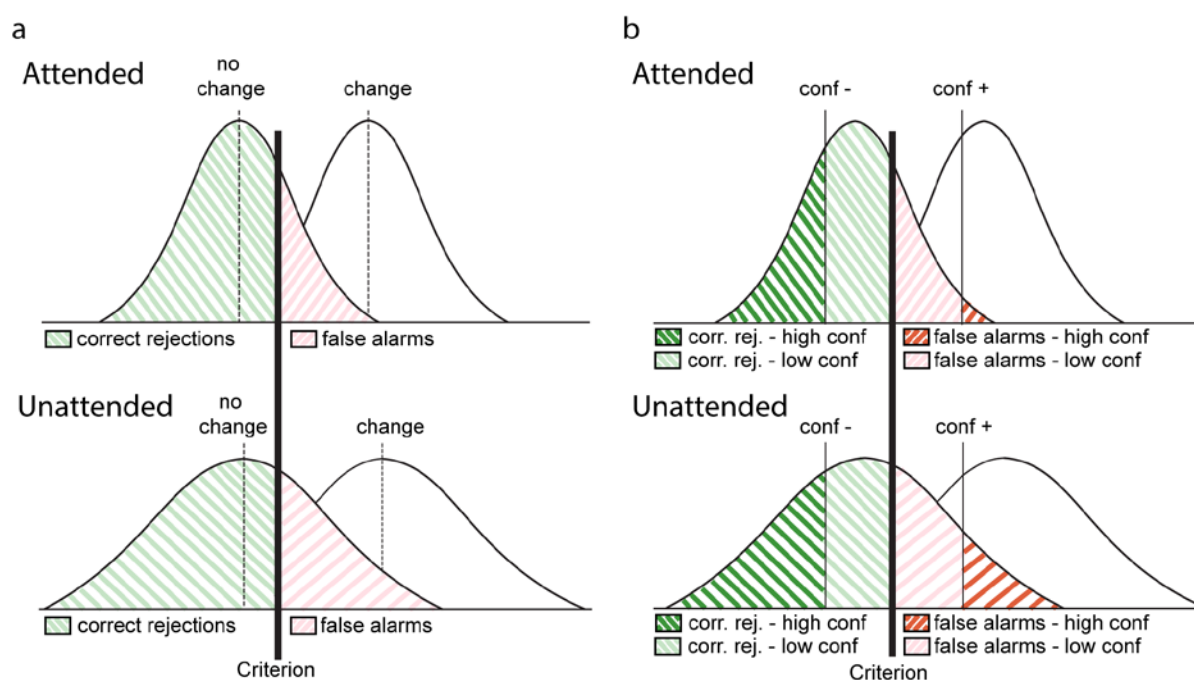 a
Attended
no
change
change
correct rejections
false alarms
Unattended
no
change
change
correct rejections
false alarms
Criterion
b
Attended
conf -
conf +
corr. rej. - high conf
false alarms - high conf
corr. rej. - low conf
false alarms - low conf
Unattended
conf -
conf +
corr. rej. - high conf
false alarms - high conf
corr. rej. - low conf
false alarms - low conf
Criterion